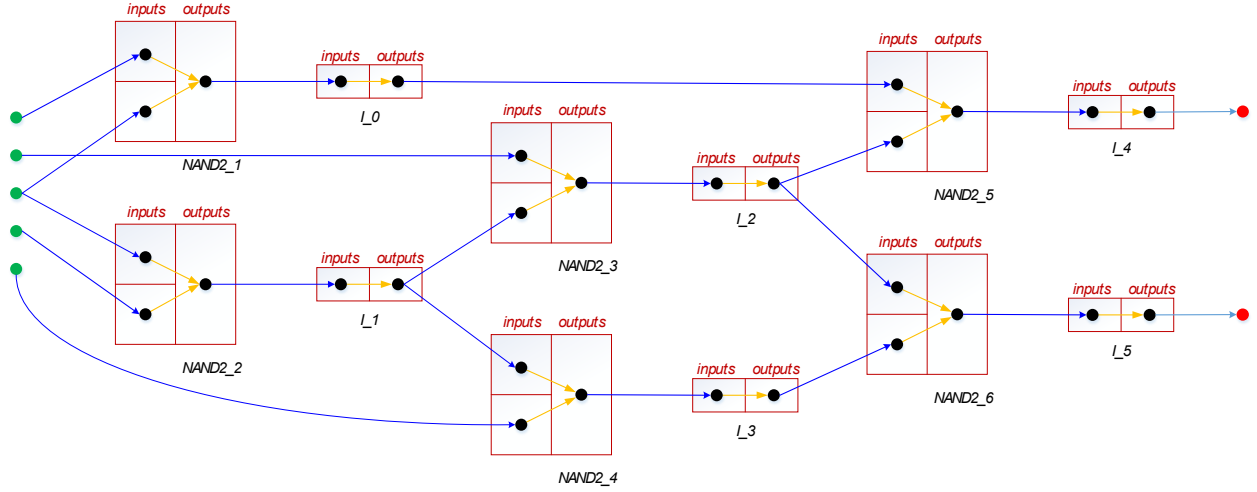 inputs outputs
NAND2_1
inputs outputs
I_0
inputs outputs
NAND2_5
inputs outputs
I_4
inputs outputs
NAND2_3
inputs outputs
I_2
inputs outputs
NAND2_2
inputs outputs
I_1
inputs outputs
NAND2_6
inputs outputs
I_5
inputs outputs
NAND2_4
inputs outputs
I_3